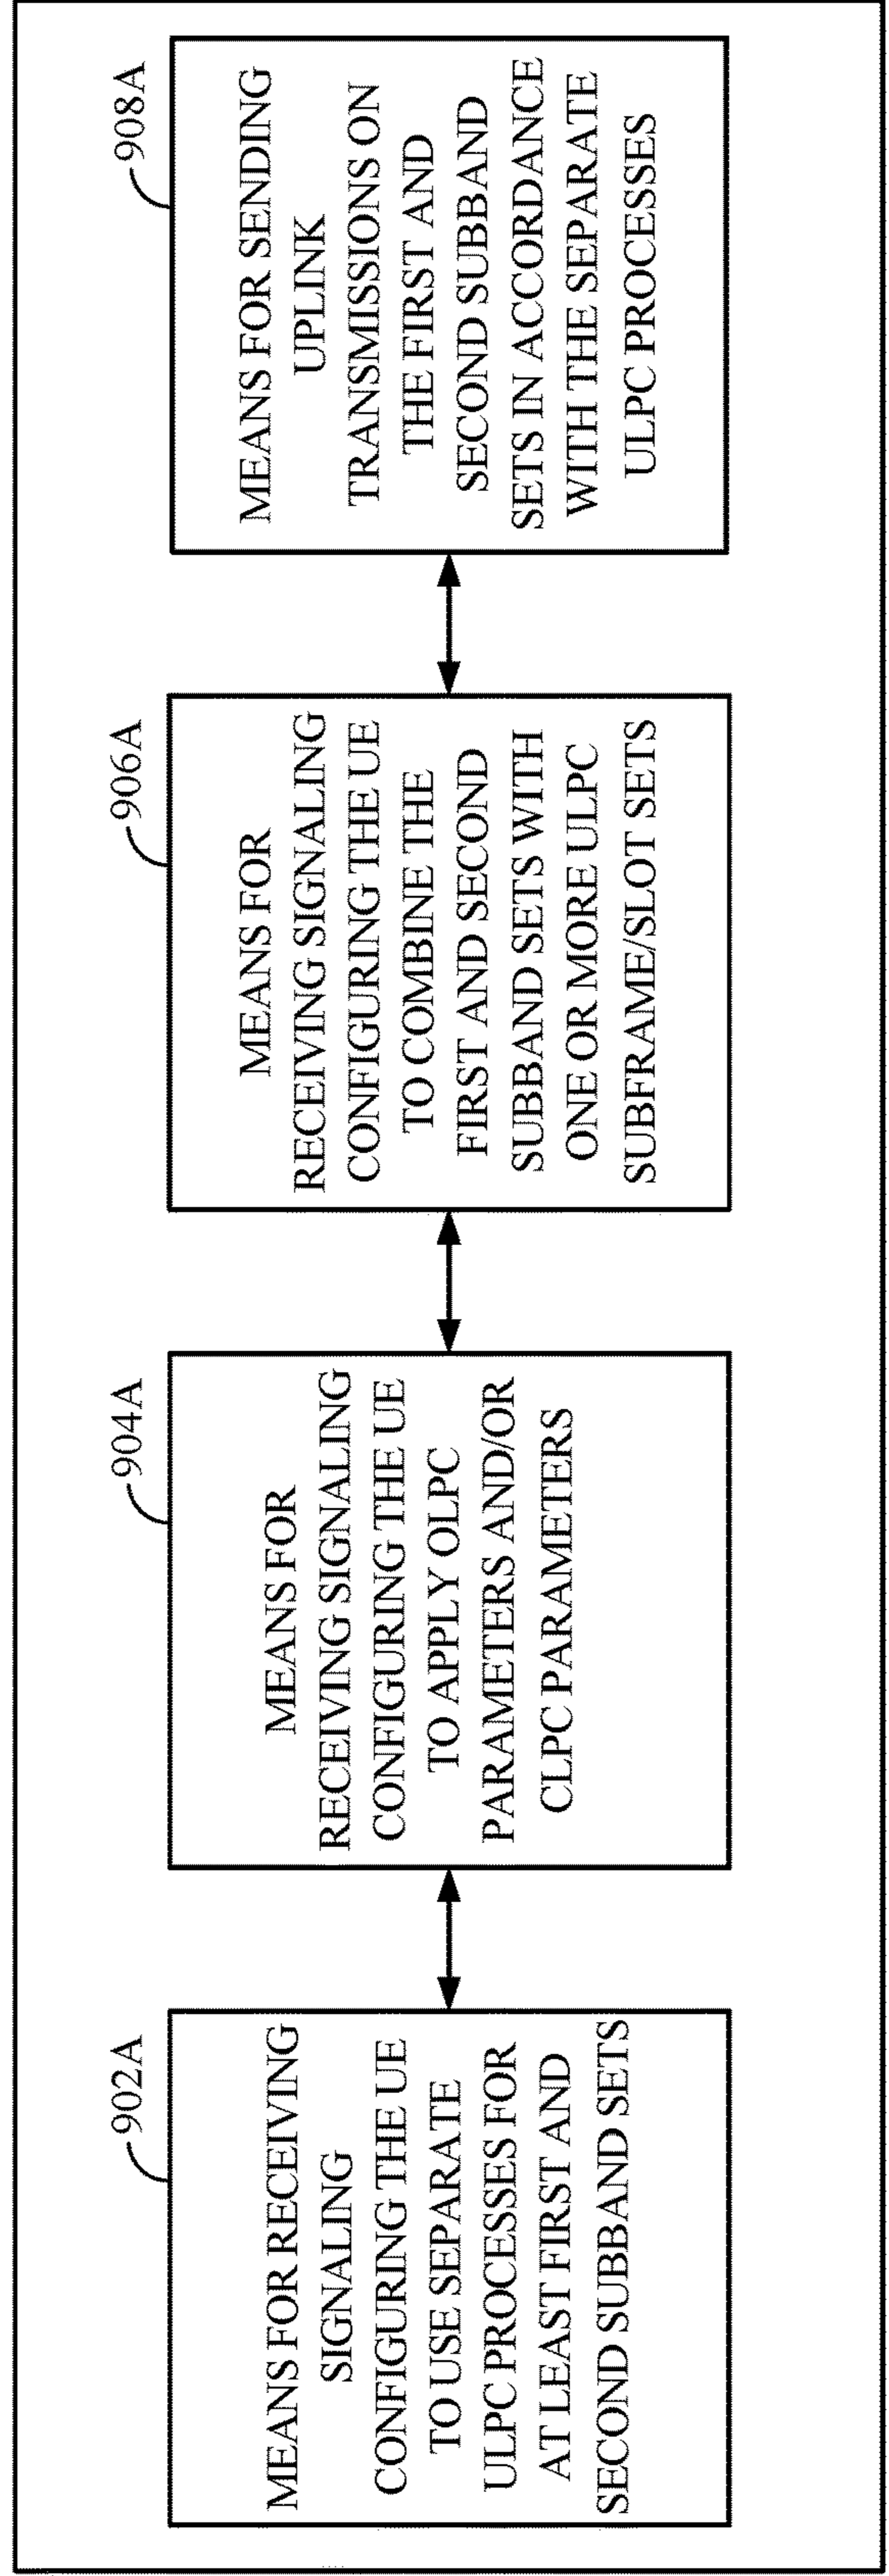 902A
MEANS FOR RECEIVING
SIGNALING
CONFIGURING THE UE
TO USE SEPARATE
ULPC PROCESSES FOR
AT LEAST FIRST AND
SECOND SUBBAND SETS
904A
MEANS FOR
RECEIVING SIGNALING
CONFIGURING THE UE
TO APPLY OLPC
PARAMETERS AND/OR
CLPC PARAMETERS
906A
MEANS FOR
RECEIVING SIGNALING
CONFIGURING THE UE
TO COMBINE THE
FIRST AND SECOND
SUBBAND SETS WITH
ONE OR MORE ULPC
SUBFRAME/SLOT SETS
908A
MEANS FOR SENDING
UPLINK
TRANSMISSIONS ON
THE FIRST AND
SECOND SUBBAND
SETS IN ACCORDANCE
WITH THE SEPARATE
ULPC PROCESSES